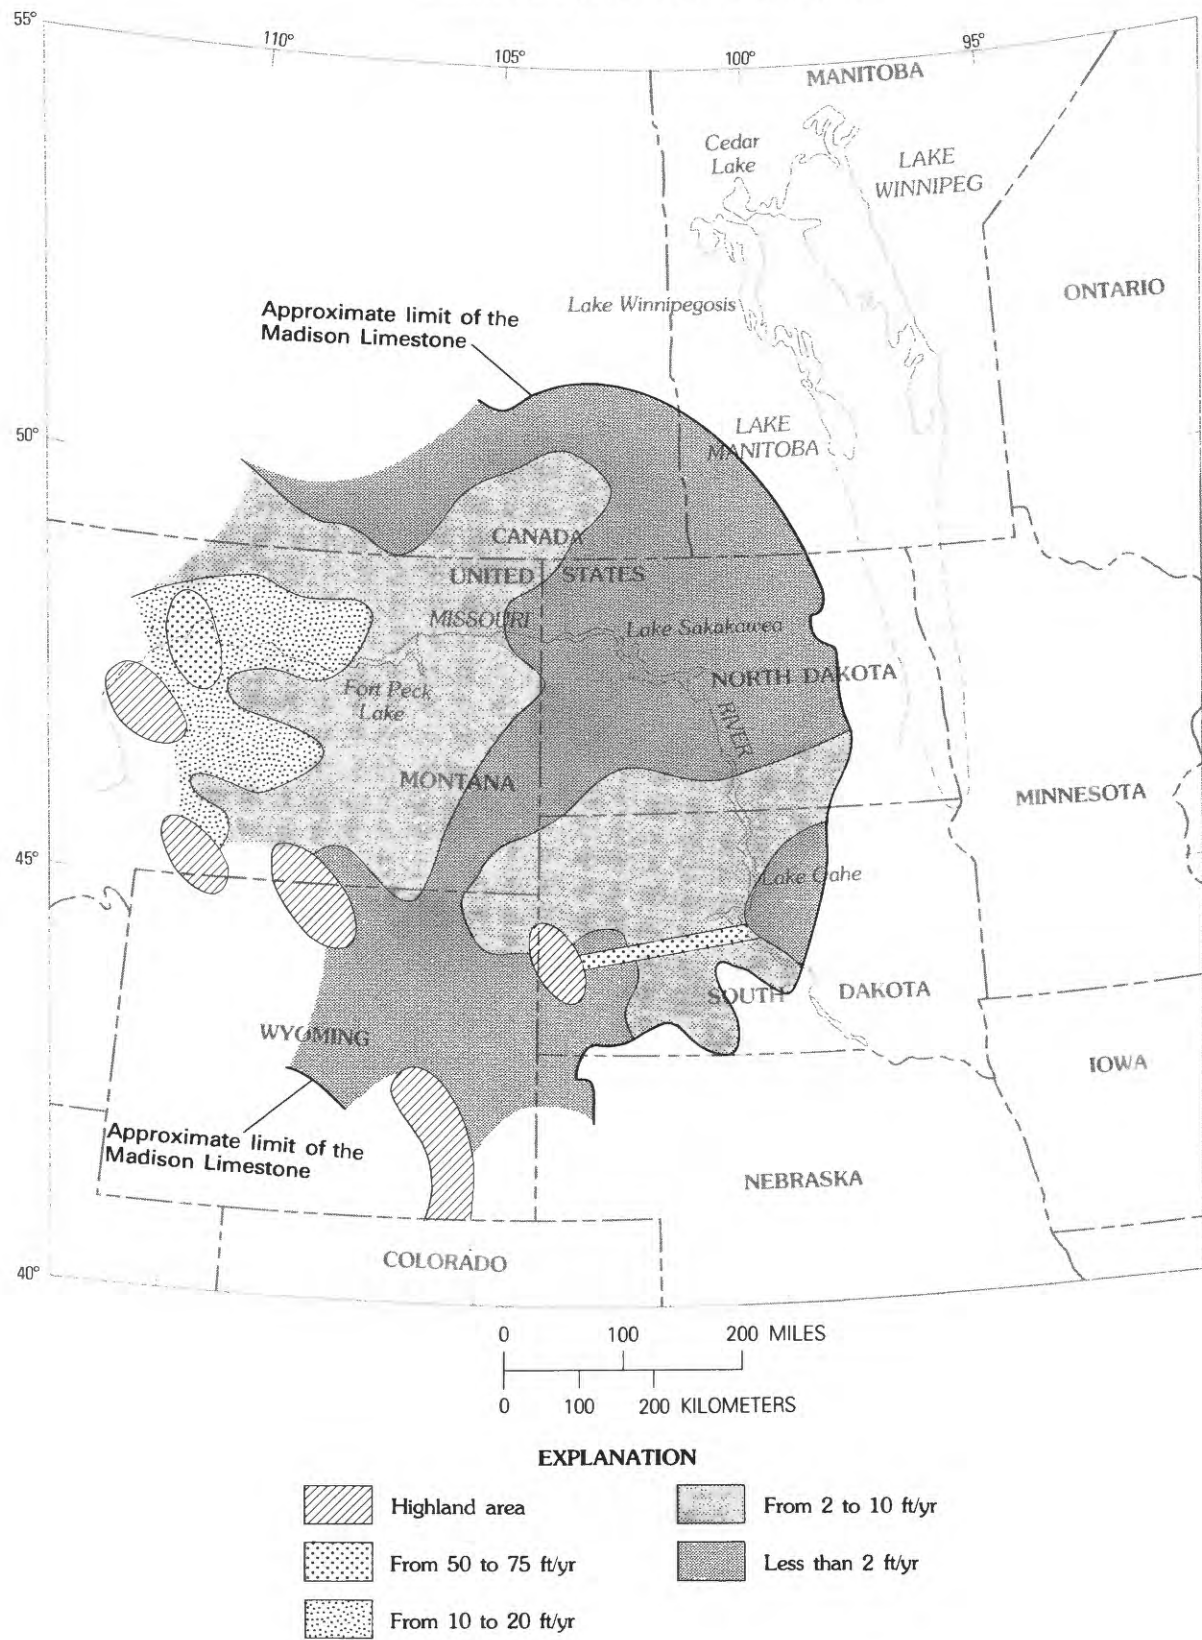 55°
110°
105°
100°
95°
MANITOBA
Cedar
Lake
LAKE
WINNIPEG
ONTARIO
Lake Winnipegosis
Approximate limit of the
Madison Limestone
50°
LAKE
MANITOBA
CANADA
UNITED STATES
MISSOURI
Lake Sakakawea
NORTH DAKOTA
Fort Peck
Lake
RIVER
MONTANA
MINNESOTA
45°
Lake Oahe
SOUTH DAKOTA
WYOMING
IOWA
Approximate limit of the
Madison Limestone
NEBRASKA
COLORADO
40°
0 100 200 MILES
0 100 200 KILOMETERS
EXPLANATION
Highland area
From 50 to 75 ft/yr
From 10 to 20 ft/yr
From 2 to 10 ft/yr
Less than 2 ft/yr